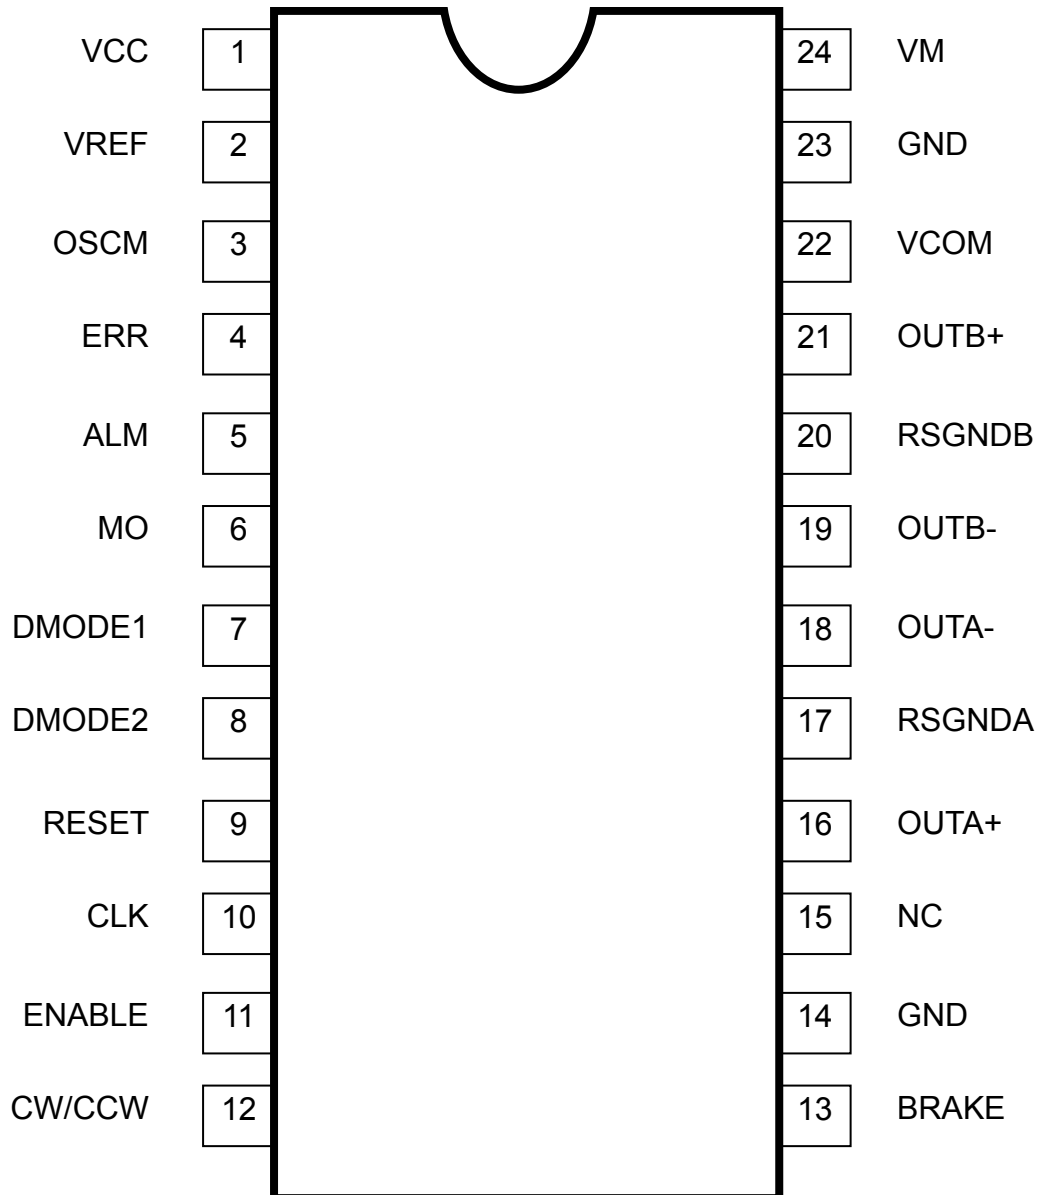 VCC 1 24 VM
VREF 2 23 GND
OSCM 3 22 VCOM
ERR 4 21 OUTB+
ALM 5 20 RSGNDB
MO 6 19 OUTB-
DMODE1 7 18 OUTA-
DMODE2 8 17 RSGNDA
RESET 9 16 OUTA+
CLK 10 15 NC
ENABLE 11 14 GND
CW/CCW 12 13 BRAKE